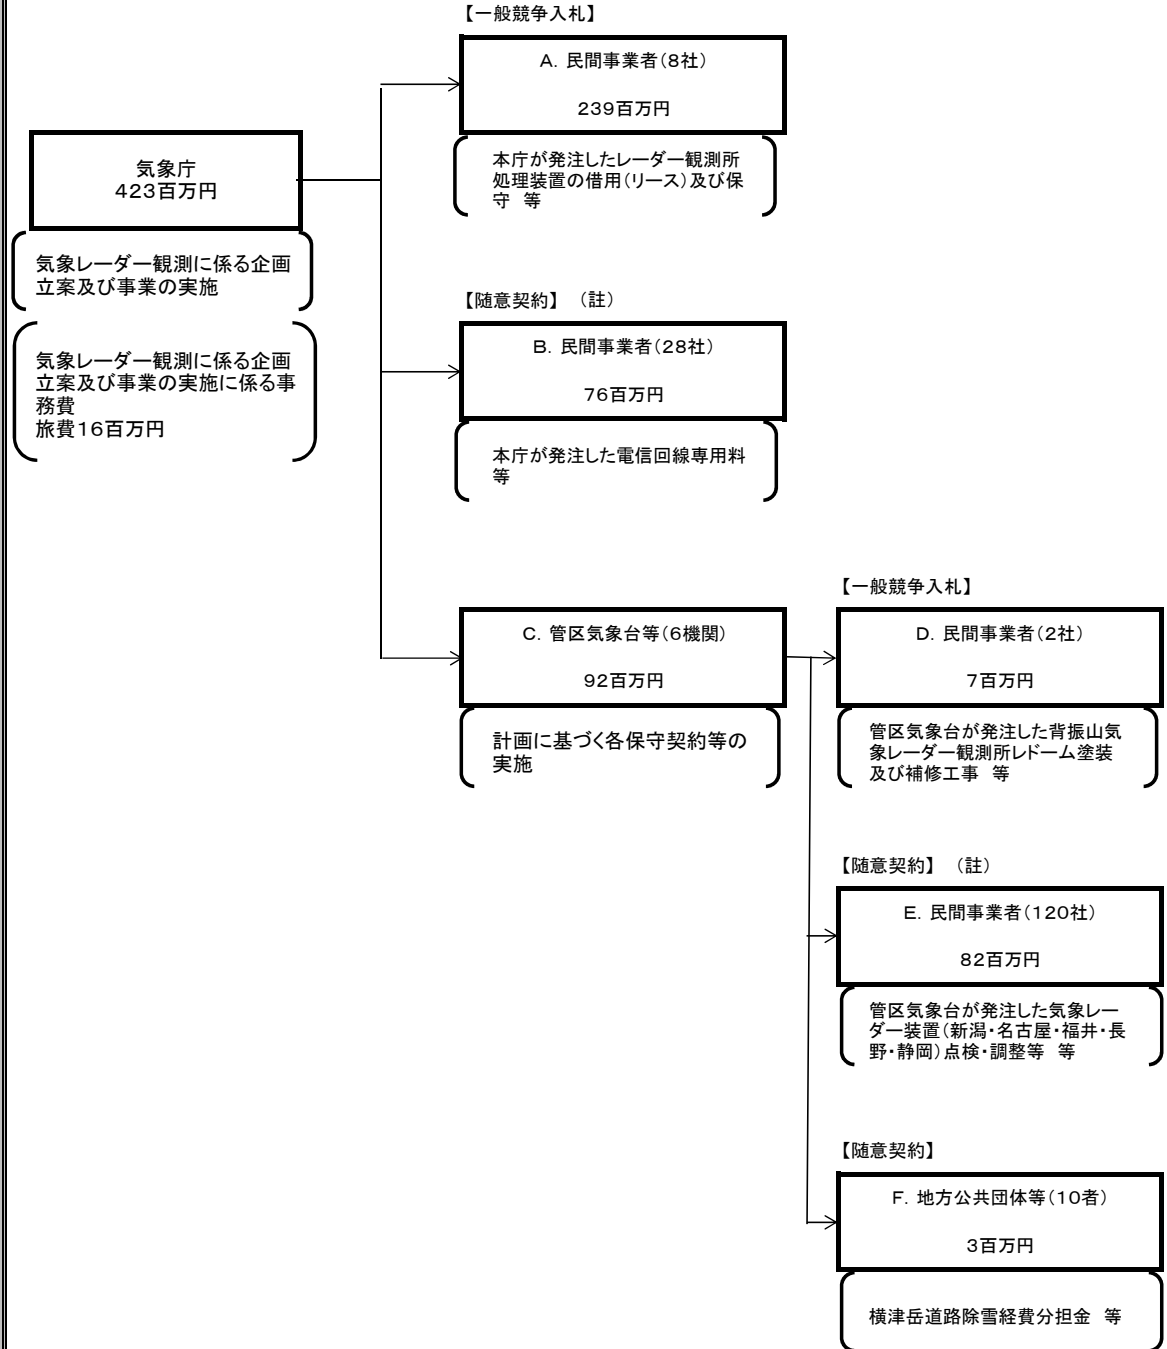 【一般競争入札】
A．民間事業者（8社）
239百万円
本庁が発注したレーダー観測所
処理装置の借用（リース）及び保
守　等
気象庁
423百万円
気象レーダー観測に係る企画
立案及び事業の実施
気象レーダー観測に係る企画
立案及び事業の実施に係る事
務費
旅費16百万円
【随意契約】　（註）
B．民間事業者（28社）
76百万円
本庁が発注した電信回線専用料
等
C．管区気象台等（6機関）
92百万円
計画に基づく各保守契約等の
実施
【一般競争入札】
D．民間事業者（2社）
7百万円
管区気象台が発注した背振山気
象レーダー観測所レドーム塗装
及び補修工事　等
【随意契約】　（註）
E．民間事業者（120社）
82百万円
管区気象台が発注した気象レー
ダー装置（新潟・名古屋・福井・長
野・静岡）点検・調整等　等
【随意契約】
F．地方公共団体等（10者）
3百万円
横津岳道路除雪経費分担金　等